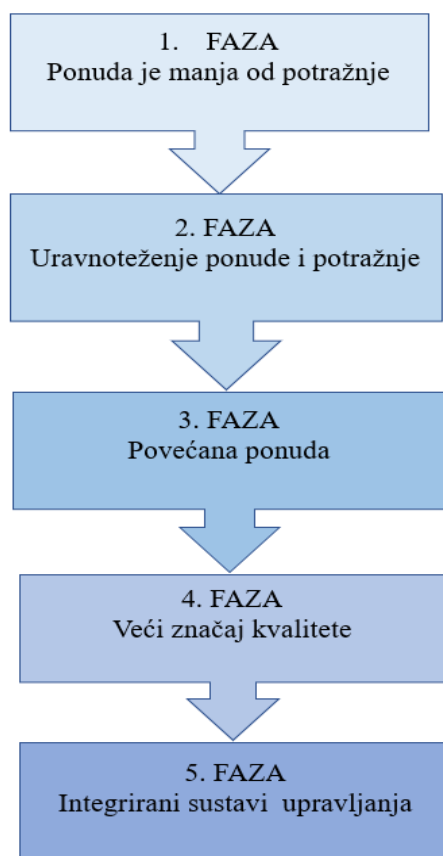 1. FAZA
Ponuda je manja od potražnje
2. FAZA
Uravnoteženje ponude i potražnje
3. FAZA
Povećana ponuda
4. FAZA
Veći značaj kvalitete
5. FAZA
Integrirani sustavi upravljanja